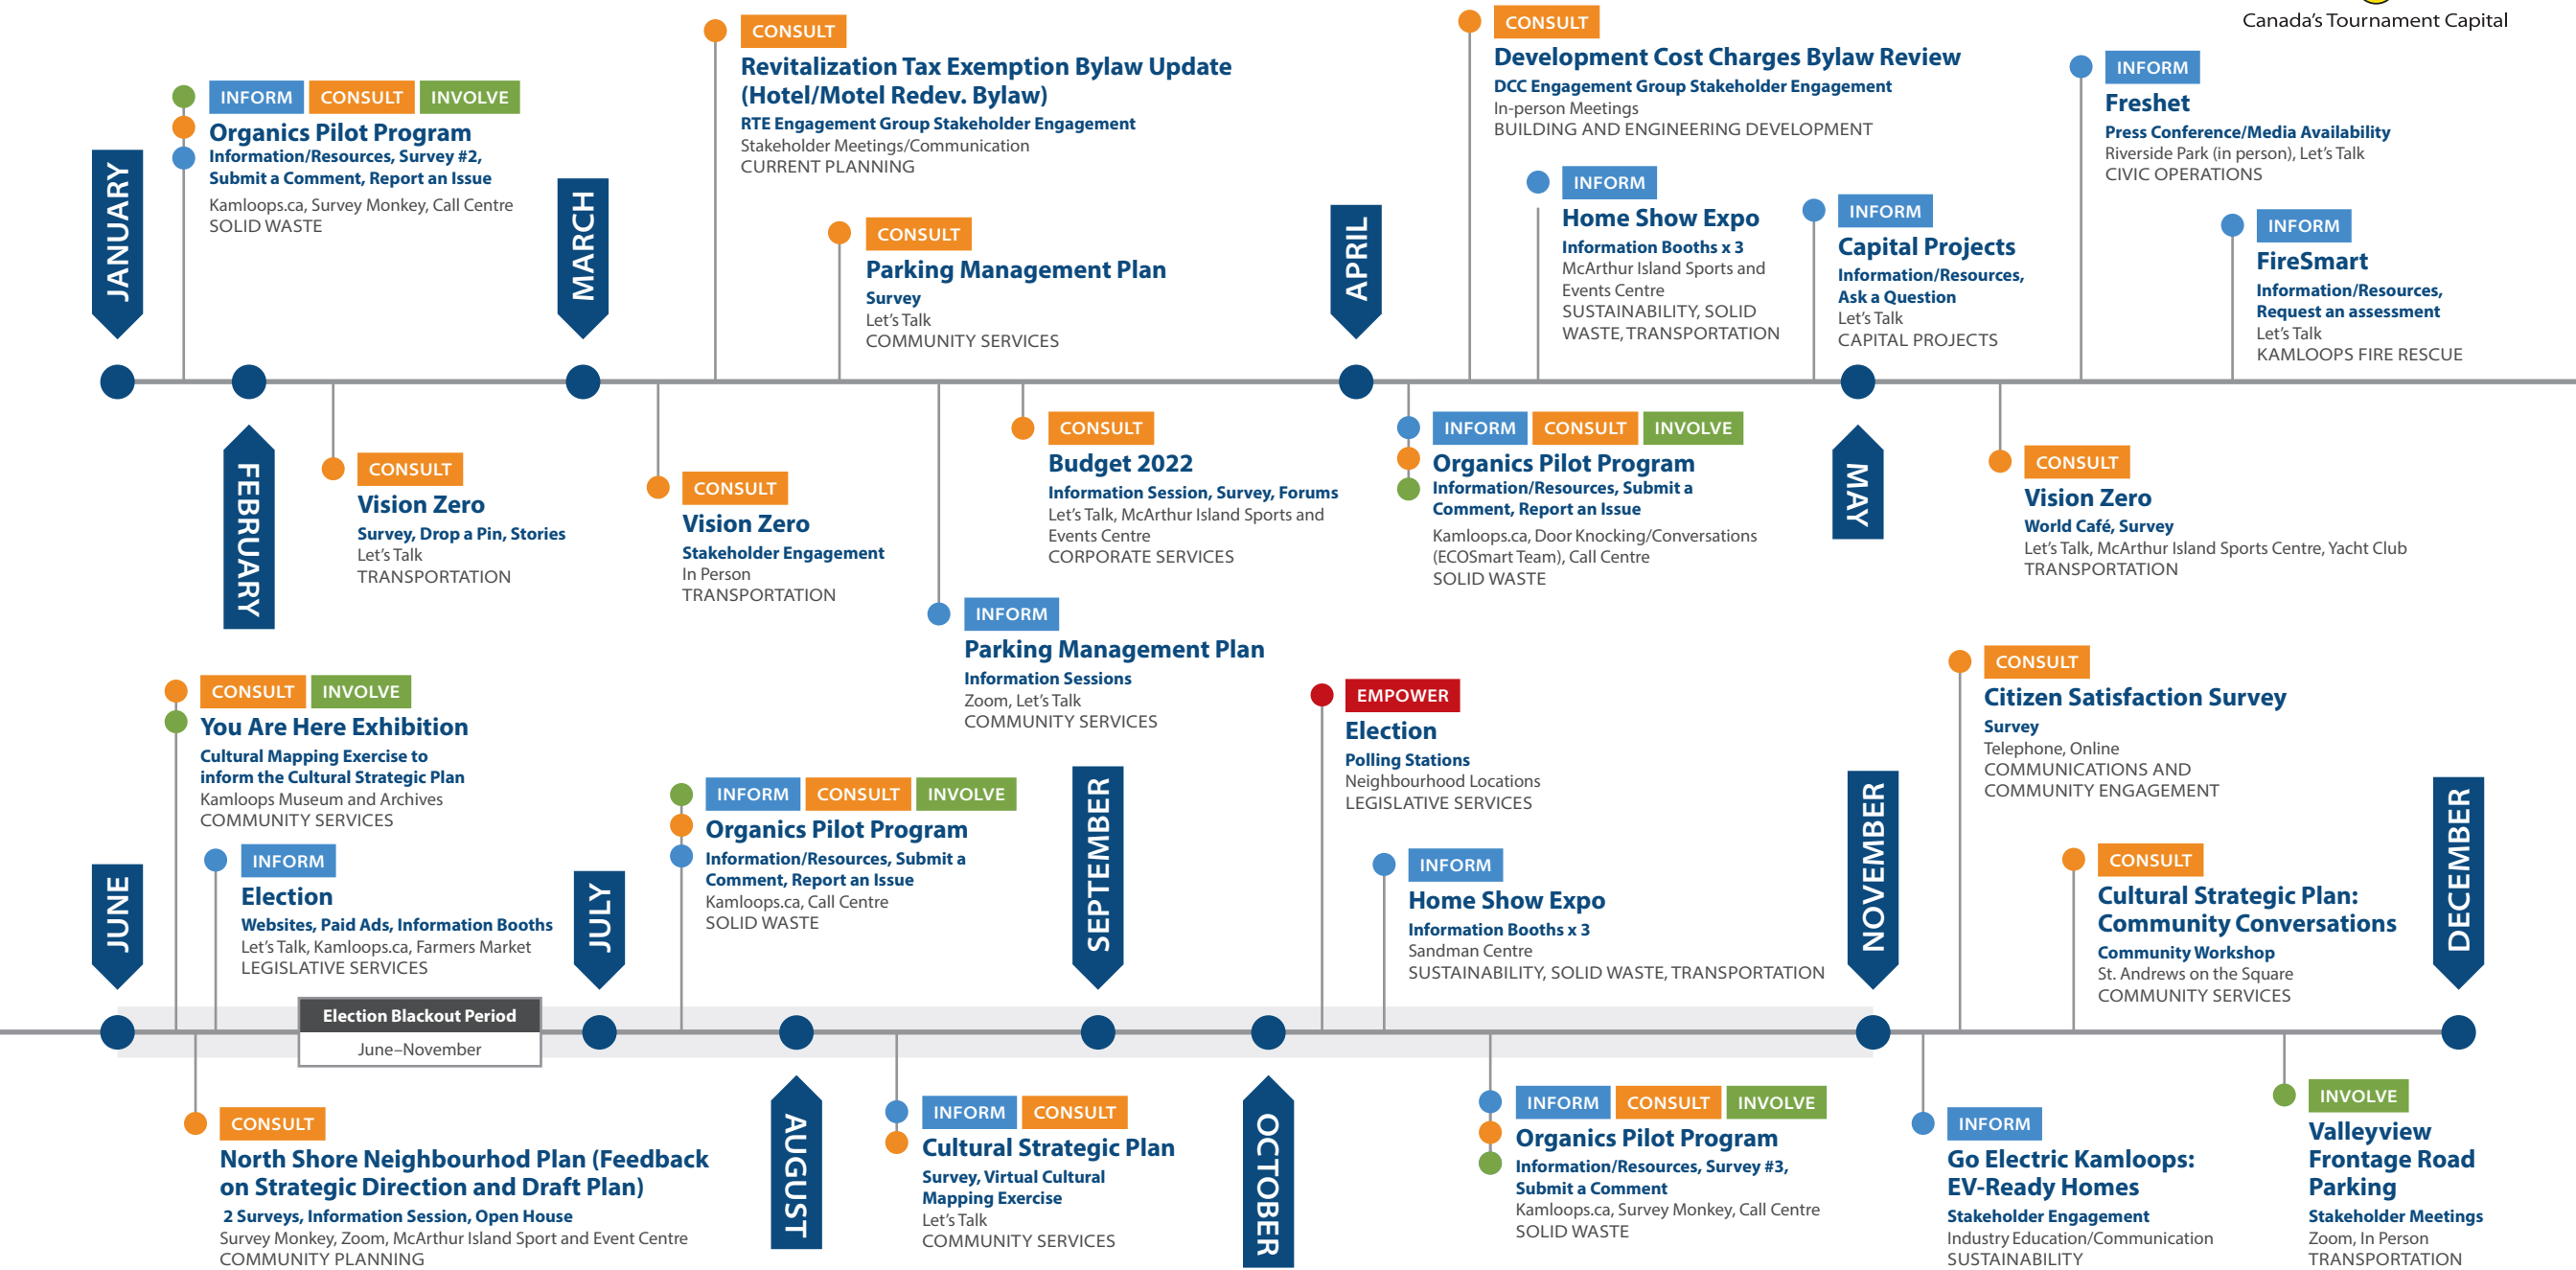 Canada's Tournament Capital
JANUARY
INFORM CONSULT INVOLVE
Organics Pilot Program
Information/Resources, Survey #2,
Submit a Comment, Report an Issue
Kamloops.ca, Survey Monkey, Call Centre
SOLID WASTE
FEBRUARY
CONSULT
Vision Zero
Survey, Drop a Pin, Stories
Let's Talk
TRANSPORTATION
MARCH
CONSULT
Revitalization Tax Exemption Bylaw Update
(Hotel/Motel Redev. Bylaw)
RTE Engagement Group Stakeholder Engagement
Stakeholder Meetings/Communication
CURRENT PLANNING
CONSULT
Parking Management Plan
Survey
Let's Talk
COMMUNITY SERVICES
CONSULT
Vision Zero
Stakeholder Engagement
In Person
TRANSPORTATION
CONSULT
Budget 2022
Information Session, Survey, Forums
Let's Talk, McArthur Island Sports and
Events Centre
CORPORATE SERVICES
INFORM
Parking Management Plan
Information Sessions
Zoom, Let's Talk
COMMUNITY SERVICES
APRIL
CONSULT
Development Cost Charges Bylaw Review
DCC Engagement Group Stakeholder Engagement
In-person Meetings
BUILDING AND ENGINEERING DEVELOPMENT
INFORM
Home Show Expo
Information Booths x 3
McArthur Island Sports and
Events Centre
SUSTAINABILITY, SOLID
WASTE, TRANSPORTATION
INFORM
Capital Projects
Information/Resources,
Ask a Question
Let's Talk
CAPITAL PROJECTS
INFORM CONSULT INVOLVE
Organics Pilot Program
Information/Resources, Submit a
Comment, Report an Issue
Kamloops.ca, Door Knocking/Conversations
(ECOSmart Team), Call Centre
SOLID WASTE
MAY
INFORM
Freshet
Press Conference/Media Availability
Riverside Park (in person), Let's Talk
CIVIC OPERATIONS
INFORM
FireSmart
Information/Resources,
Request an assessment
Let's Talk
KAMLOOPS FIRE RESCUE
CONSULT
Vision Zero
World Café, Survey
Let's Talk, McArthur Island Sports Centre, Yacht Club
TRANSPORTATION
JUNE
CONSULT INVOLVE
You Are Here Exhibition
Cultural Mapping Exercise to
inform the Cultural Strategic Plan
Kamloops Museum and Archives
COMMUNITY SERVICES
INFORM
Election
Websites, Paid Ads, Information Booths
Let's Talk, Kamloops.ca, Farmers Market
LEGISLATIVE SERVICES
Election Blackout Period
June–November
CONSULT
North Shore Neighbourhod Plan (Feedback
on Strategic Direction and Draft Plan)
2 Surveys, Information Session, Open House
Survey Monkey, Zoom, McArthur Island Sport and Event Centre
COMMUNITY PLANNING
JULY
INFORM CONSULT INVOLVE
Organics Pilot Program
Information/Resources, Submit a
Comment, Report an Issue
Kamloops.ca, Call Centre
SOLID WASTE
AUGUST
INFORM CONSULT
Cultural Strategic Plan
Survey, Virtual Cultural
Mapping Exercise
Let's Talk
COMMUNITY SERVICES
SEPTEMBER
OCTOBER
EMPOWER
Election
Polling Stations
Neighbourhood Locations
LEGISLATIVE SERVICES
INFORM
Home Show Expo
Information Booths x 3
Sandman Centre
SUSTAINABILITY, SOLID WASTE, TRANSPORTATION
INFORM CONSULT INVOLVE
Organics Pilot Program
Information/Resources, Survey #3,
Submit a Comment
Kamloops.ca, Survey Monkey, Call Centre
SOLID WASTE
NOVEMBER
CONSULT
Citizen Satisfaction Survey
Survey
Telephone, Online
COMMUNICATIONS AND
COMMUNITY ENGAGEMENT
CONSULT
Cultural Strategic Plan:
Community Conversations
Community Workshop
St. Andrews on the Square
COMMUNITY SERVICES
INFORM
Go Electric Kamloops:
EV-Ready Homes
Stakeholder Engagement
Industry Education/Communication
SUSTAINABILITY
INVOLVE
Valleyview
Frontage Road
Parking
Stakeholder Meetings
Zoom, In Person
TRANSPORTATION
DECEMBER